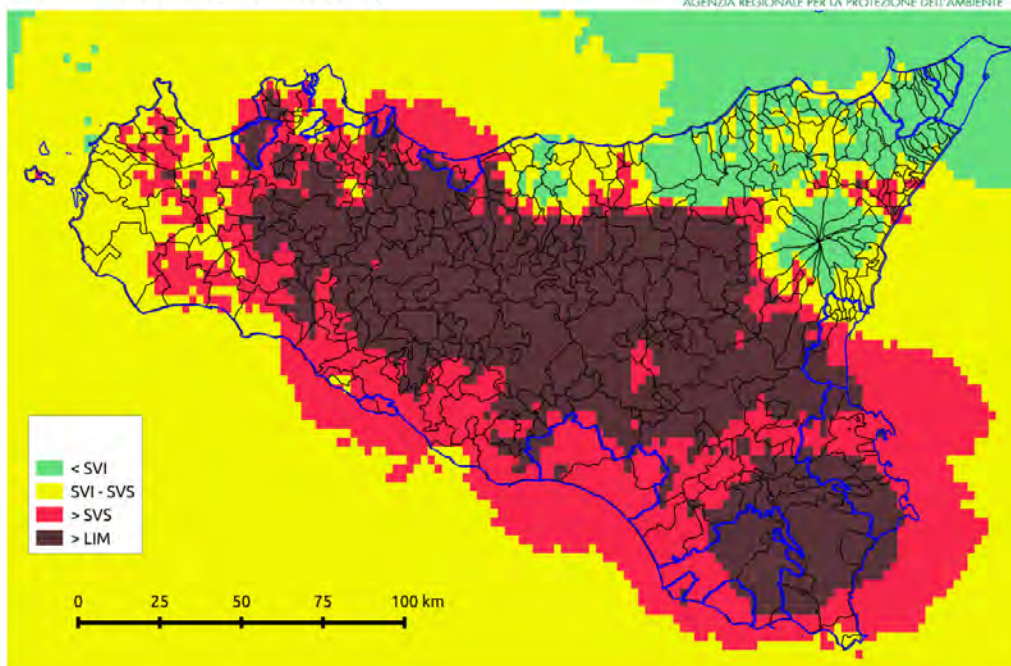 AGENZIA REGIONALE PER LA PROTEZIONE DELL'AMBIENTE
< SVI
SVI - SVS
> SVS
> LIM
0 25 50 75 100 km